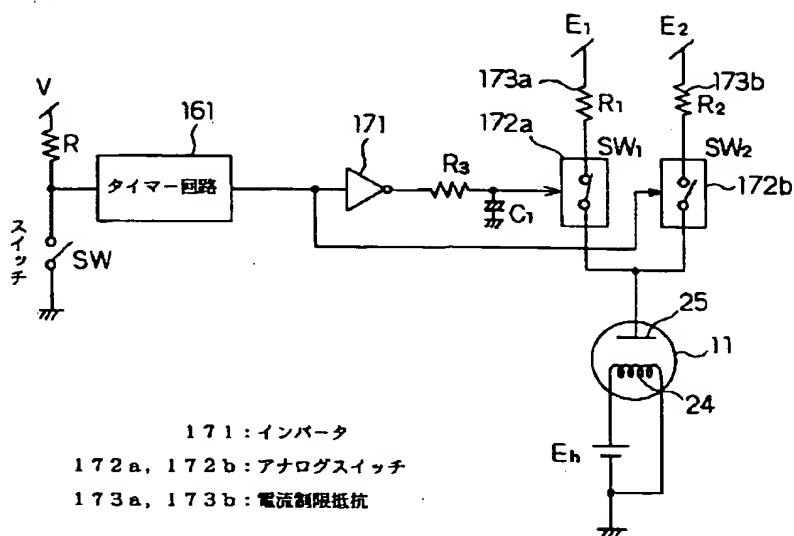 E1
E2
173a
R1
173b
R2
V
R
161
タイマー回路
171
R3
C1
172a
SW1
SW2
172b
スイッチ
SW
25
11
24
Eh
171:インバータ
172a, 172b:アナログスイッチ
173a, 173b:電流制限抵抗